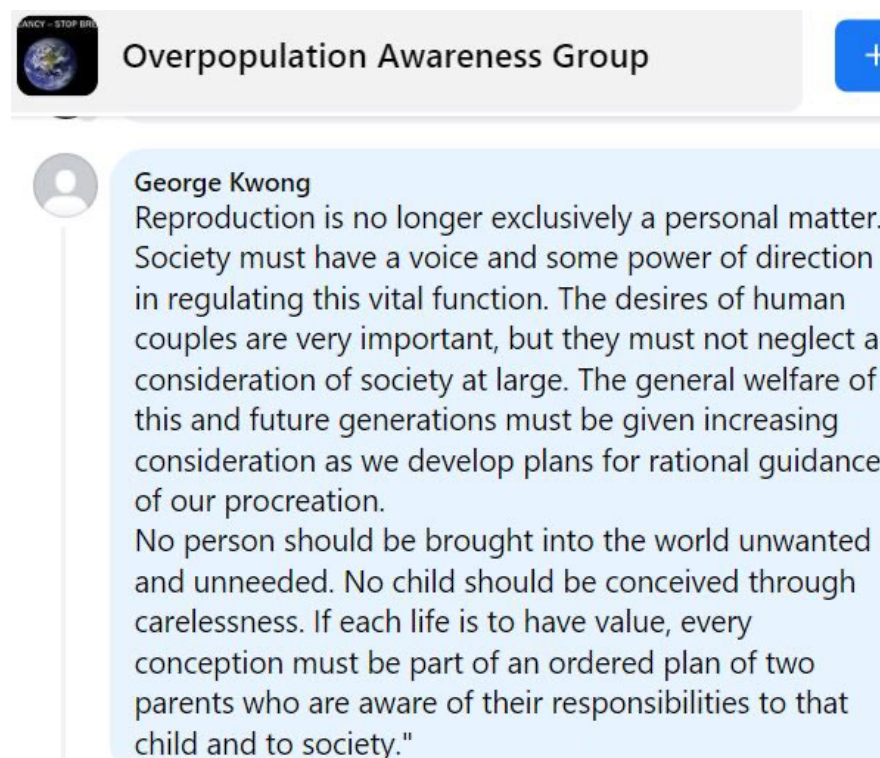 ANCY – STOP BRE
Overpopulation Awareness Group
+
George Kwong
Reproduction is no longer exclusively a personal matter.
Society must have a voice and some power of direction
in regulating this vital function. The desires of human
couples are very important, but they must not neglect a
consideration of society at large. The general welfare of
this and future generations must be given increasing
consideration as we develop plans for rational guidance
of our procreation.
No person should be brought into the world unwanted
and unneeded. No child should be conceived through
carelessness. If each life is to have value, every
conception must be part of an ordered plan of two
parents who are aware of their responsibilities to that
child and to society."